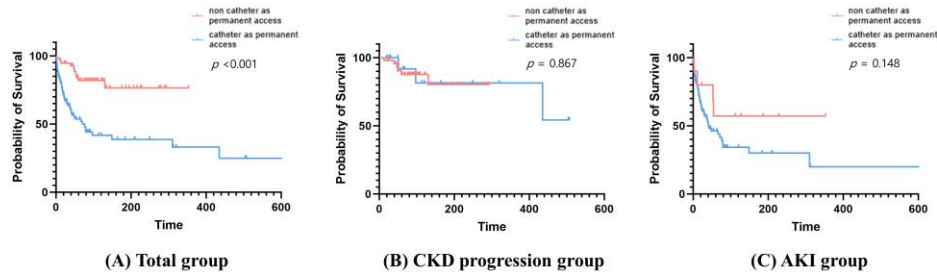 non catheter as
permanent access
catheter as permanent
access
p <0.001
Probability of Survival
100
50
0
0
200
400
600
Time
(A) Total group
non catheter as
permanent access
catheter as permanent
access
p = 0.867
Probability of Survival
100
50
0
0
200
400
600
Time
(B) CKD progression group
non catheter as
permanent access
catheter as permanent
access
p = 0.148
Probability of Survival
100
50
0
0
200
400
600
Time
(C) AKI group